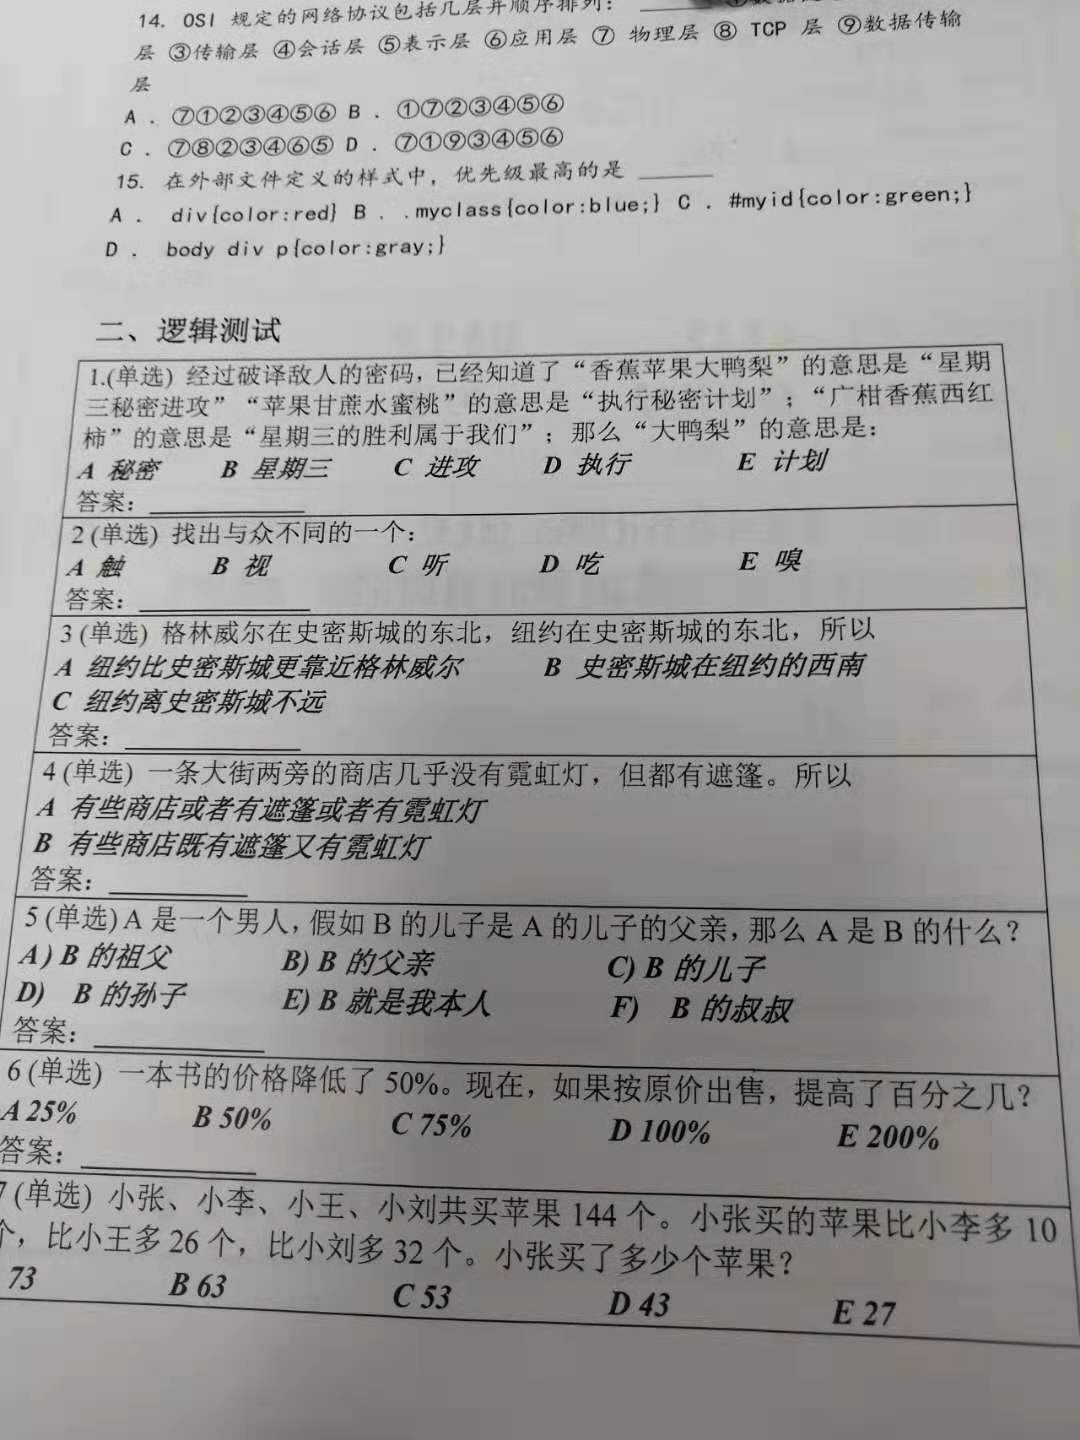 14. OSI 规定的网络协议包括几层并顺序排列：
层 ③传输层 ④会话层 ⑤表示层 ⑥应用层 ⑦ 物理层 ⑧ TCP 层 ⑨数据传输
层
A . ⑦①②③④⑤⑥ B . ①⑦②③④⑤⑥
C . ⑦⑧②③④⑥⑤ D . ⑦①⑨③④⑤⑥
15. 在外部文件定义的样式中，优先级最高的是 ______
A . div{color:red} B . .myclass{color:blue;} C . #myid{color:green;}
D . body div p{color:gray;}
二、逻辑测试
1.(单选) 经过破译敌人的密码，已经知道了“香蕉苹果大鸭梨”的意思是“星期
三秘密进攻”“苹果甘蔗水蜜桃”的意思是“执行秘密计划”；“广柑香蕉西红
柿”的意思是“星期三的胜利属于我们”；那么“大鸭梨”的意思是：
A 秘密 B 星期三 C 进攻 D 执行 E 计划
答案：
2 (单选) 找出与众不同的一个：
A 触 B 视 C 听 D 吃 E 嗅
答案：
3 (单选) 格林威尔在史密斯城的东北，纽约在史密斯城的东北，所以
A 纽约比史密斯城更靠近格林威尔 B 史密斯城在纽约的西南
C 纽约离史密斯城不远
答案：
4 (单选) 一条大街两旁的商店几乎没有霓虹灯，但都有遮篷。所以
A 有些商店或者有遮篷或者有霓虹灯
B 有些商店既有遮篷又有霓虹灯
答案：
5 (单选) A 是一个男人，假如 B 的儿子是 A 的儿子的父亲，那么 A 是 B 的什么？
A) B 的祖父 B) B 的父亲 C) B 的儿子
D) B 的孙子 E) B 就是我本人 F) B 的叔叔
答案：
6 (单选) 一本书的价格降低了 50%。现在，如果按原价出售，提高了百分之几？
A 25% B 50% C 75% D 100% E 200%
答案：
7 (单选) 小张、小李、小王、小刘共买苹果 144 个。小张买的苹果比小李多 10
个，比小王多 26 个，比小刘多 32 个。小张买了多少个苹果？
73 B 63 C 53 D 43 E 27